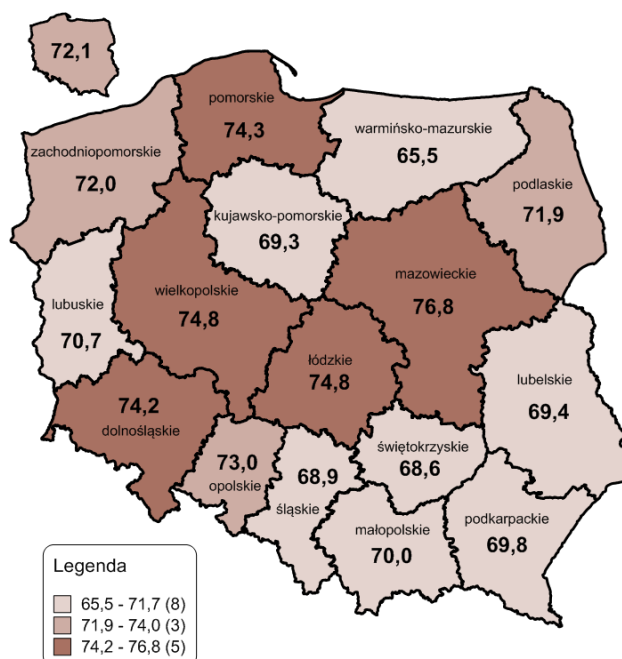 72,1
pomorskie
74,3
warmińsko-mazurskie
65,5
zachodniopomorskie
72,0
podlaskie
71,9
kujawsko-pomorskie
69,3
mazowieckie
76,8
wielkopolskie
74,8
lubuskie
70,7
łódzkie
74,8
lubelskie
69,4
74,2
dolnośląskie
73,0
opolskie
68,9
śląskie
świętokrzyskie
68,6
małopolskie
70,0
podkarpackie
69,8
Legenda
65,5 - 71,7 (8)
71,9 - 74,0 (3)
74,2 - 76,8 (5)